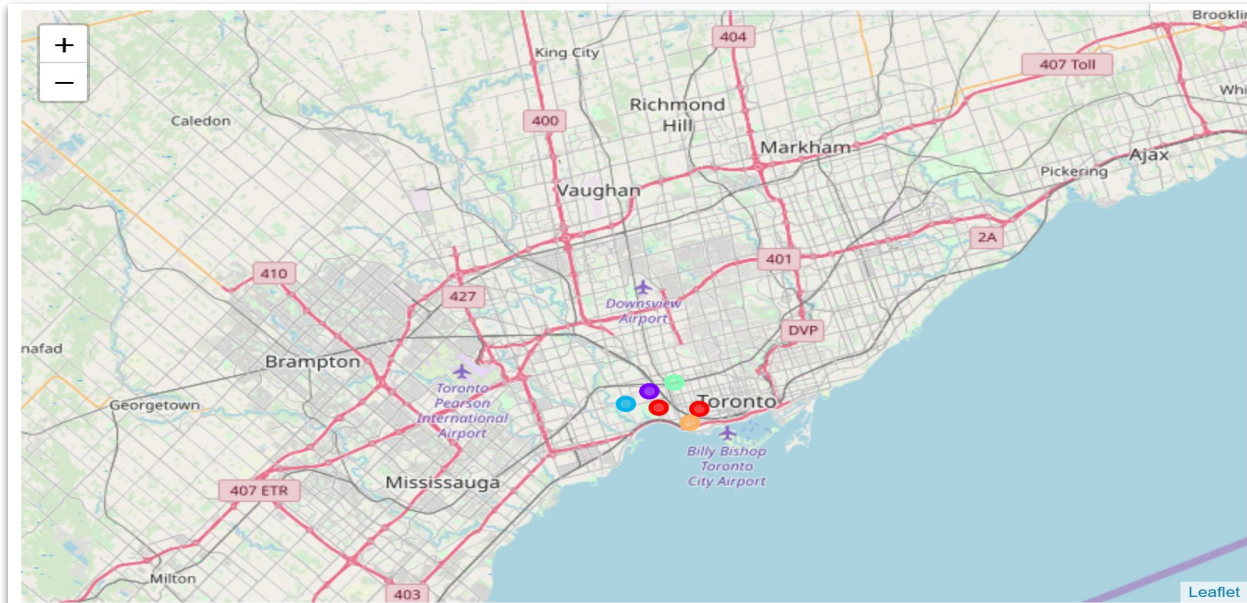 +
−
King City
404
Brooklin
407 Toll
Whi
Caledon
400
Richmond
Hill
Markham
Ajax
Pickering
Vaughan
2A
401
410
427
Downsview
Airport
DVP
nafad
Brampton
Toronto
Pearson
International
Airport
Georgetown
Toronto
Billy Bishop
Toronto
City Airport
Mississauga
407 ETR
Milton
403
Leaflet